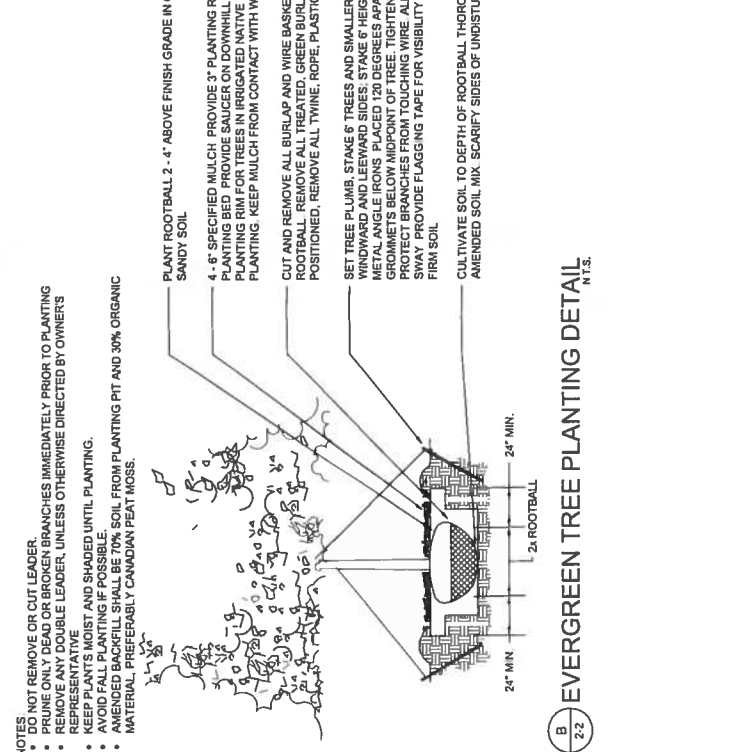 NOTES:
• DO NOT REMOVE OR CUT LEADER.
• PRUNE ONLY DEAD OR BROKEN BRANCHES IMMEDIATELY PRIOR TO PLANTING
• REMOVE ANY DOUBLE LEADER, UNLESS OTHERWISE DIRECTED BY OWNER'S
REPRESENTATIVE
• KEEP PLANTS MOIST AND SHADED UNTIL PLANTING.
• AVOID FALL PLANTING IF POSSIBLE.
• AMENDED BACKFILL SHALL BE 70% SOIL FROM PLANTING PIT AND 30% ORGANIC
MATERIAL, PREFERABLY CANADIAN PEAT MOSS.
PLANT ROOTBALL 2 - 4" ABOVE FINISH GRADE IN
SANDY SOIL
4 - 6" SPECIFIED MULCH PROVIDE 3" PLANTING
PLANTING BED PROVIDE SAUCER ON DOWNHILL
PLANTING RIM FOR TREES IN IRRIGATED NATIVE
PLANTING. KEEP MULCH FROM CONTACT WITH
CUT AND REMOVE ALL BURLAP AND WIRE
ROOTBALL. REMOVE ALL TREATED, GREEN
POSITIONED, REMOVE ALL TWINE, ROPE,
SET TREE PLUMB, STAKE 6' TREES AND SMALLER
WINDWARD AND LEEWARD SIDES: STAKE 6'
METAL ANGLE IRONS PLACED 120 DEGREES
GROMMETS BELOW MIDPOINT OF TREE.
PROTECT BRANCHES FROM TOUCHING WIRE.
SWAY PROVIDE FLAGGING TAPE FOR VISIBILITY
FIRM SOIL
CULTIVATE SOIL TO DEPTH OF ROOTBALL
AMENDED SOIL MIX. SCARIFY SIDES OF
24" MIN.
2x ROOTBALL
24" MIN.
B
2-2
EVERGREEN TREE PLANTING DETAIL
N.T.S.